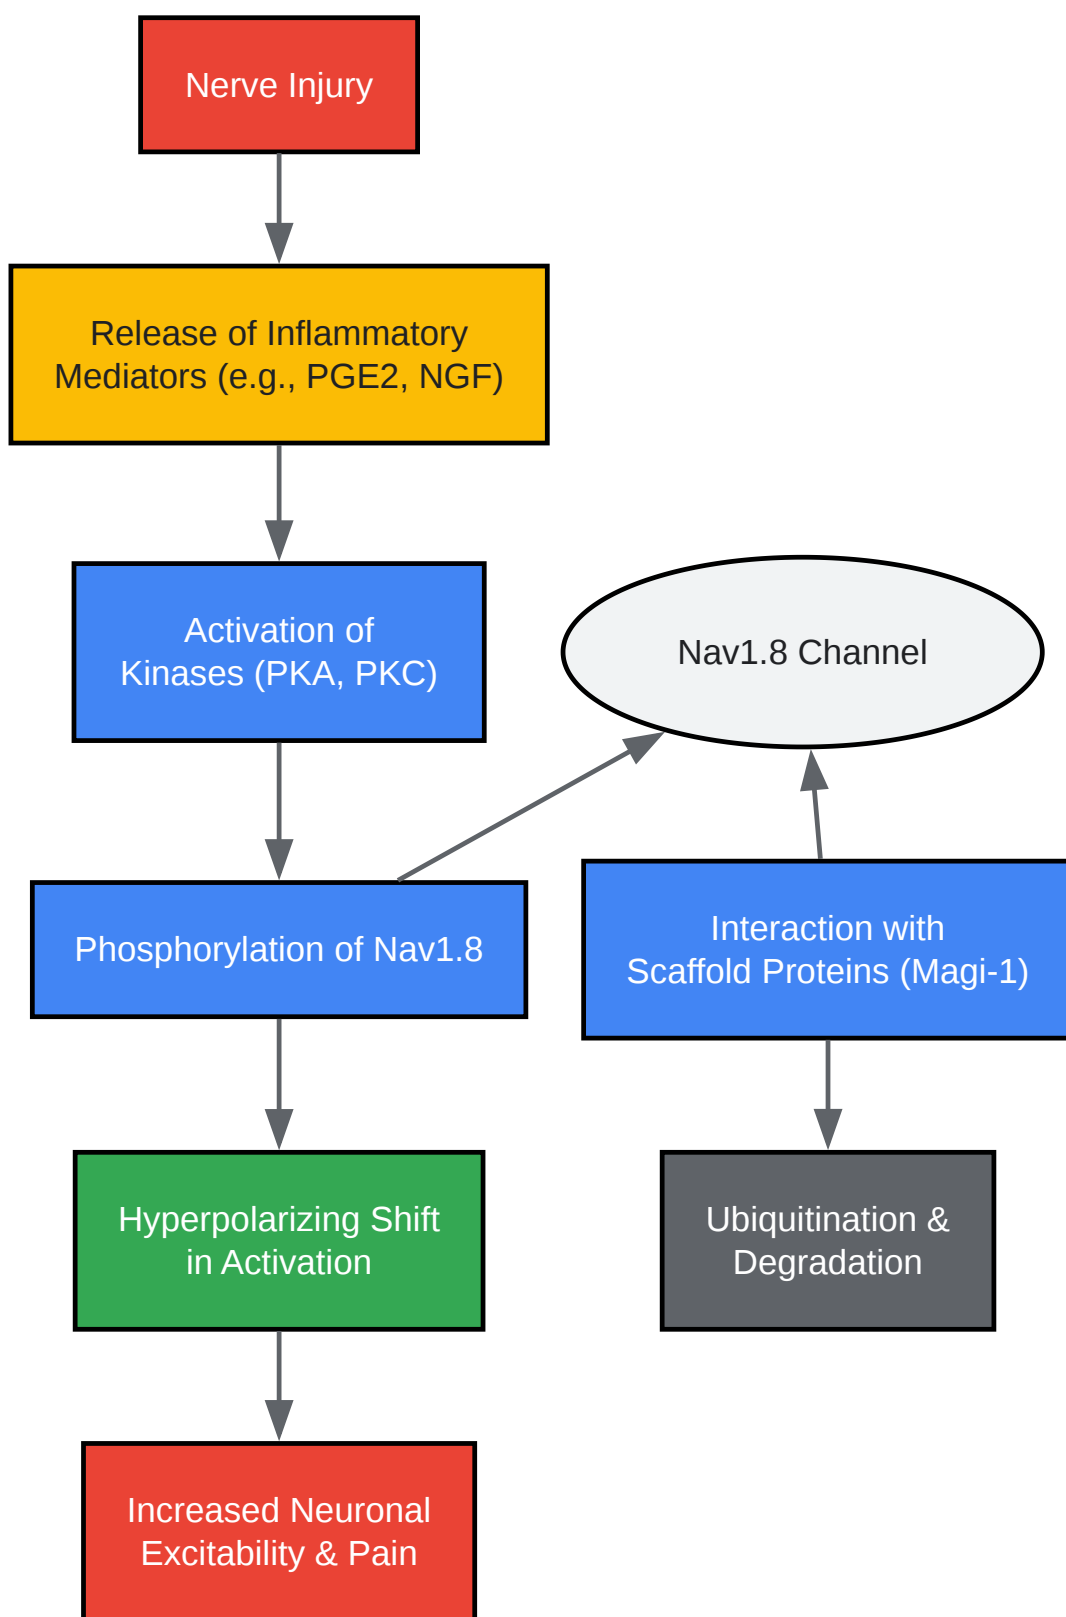 Nerve Injury
Release of Inflammatory
Mediators (e.g., PGE2, NGF)
Activation of
Kinases (PKA, PKC)
Nav1.8 Channel
Phosphorylation of Nav1.8
Interaction with
Scaffold Proteins (Magi-1)
Hyperpolarizing Shift
in Activation
Ubiquitination &
Degradation
Increased Neuronal
Excitability & Pain